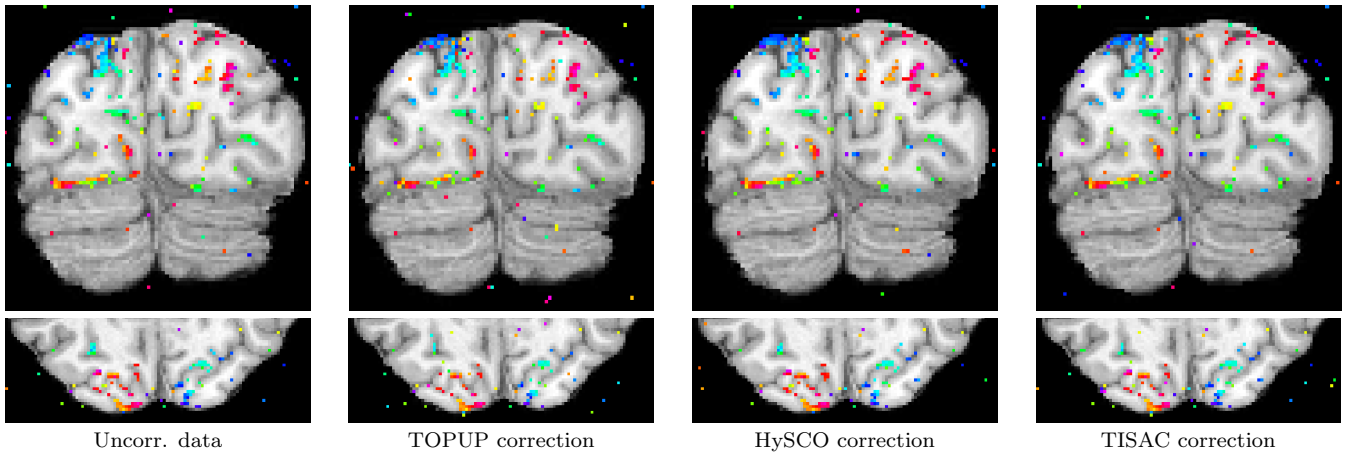 Uncorr. data
TOPUP correction
HySCO correction
TISAC correction